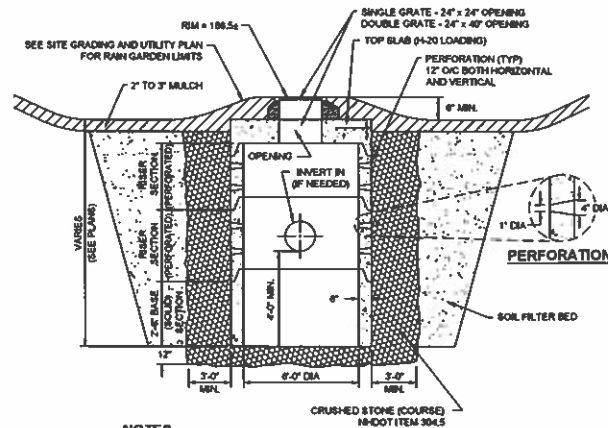 RIM = 186.5±
SINGLE GRATE - 24" x 24" OPENING
DOUBLE GRATE - 24" x 40" OPENING
SEE SITE GRADING AND UTILITY PLAN
FOR RAIN GARDEN LIMITS
TOP SLAB (H-20 LOADING)
PERFORATION (TYP)
12" O/C BOTH HORIZONTAL
AND VERTICAL
2" TO 3" MULCH
6" MIN.
OPENING
INVERT IN
(IF NEEDED)
VARIES
(SEE PLANS)
RISER
SECTION
(PERFORATED)
RISER
SECTION
(PERFORATED)
2'-6" BASE
(SOLID)
SECTION
4'-0" MIN.
6"
1" DIA
4" DIA
PERFORATION
SOIL FILTER BED
12"
3'-0"
MIN.
6'-0" DIA
3'-0"
MIN.
CRUSHED STONE (COURSE)
NHDOT ITEM 304.5
NOTES